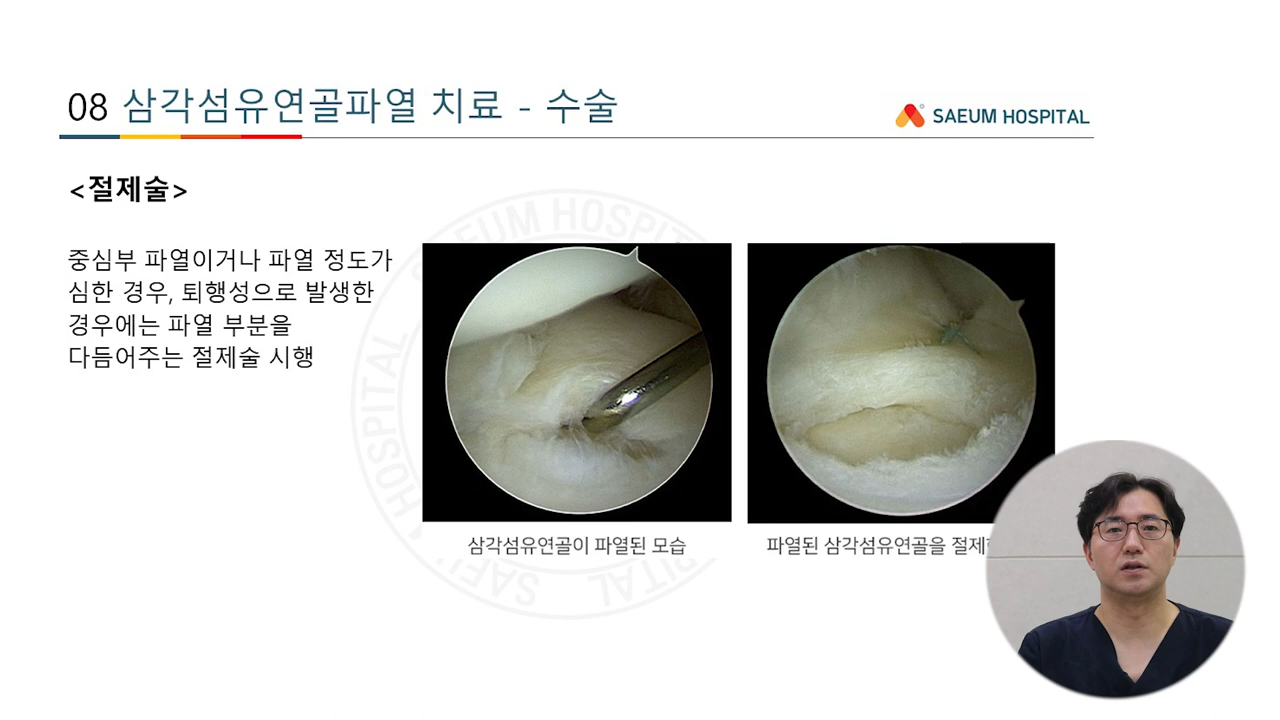 08 삼각섬유연골파열 치료 - 수술
SAEUM HOSPITAL
<절제술>
중심부 파열이거나 파열 정도가
심한 경우, 퇴행성으로 발생한
경우에는 파열 부분을
다듬어주는 절제술 시행
삼각섬유연골이 파열된 모습
파열된 삼각섬유연골을
SAEUM HOSPITAL
HOSPITAL